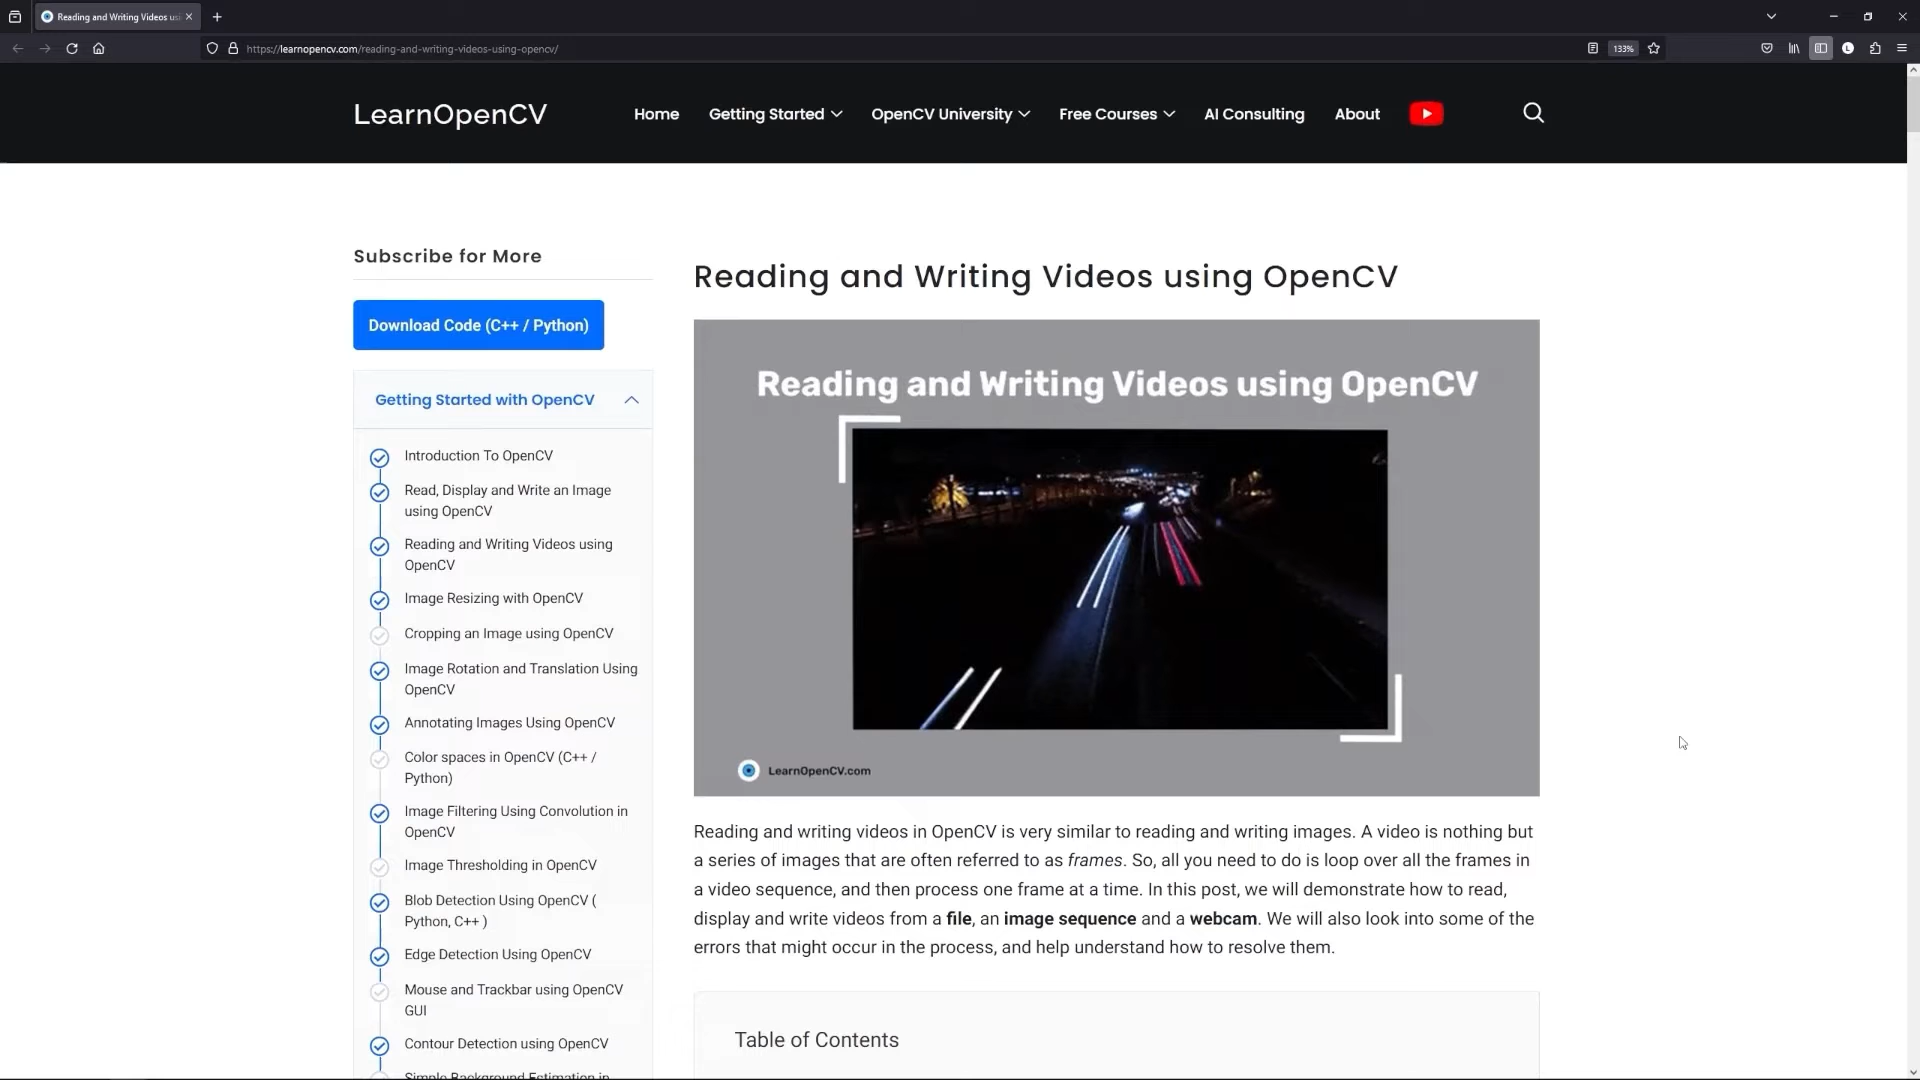 Reading and Writing Videos usi
https://learnopencv.com/reading-and-writing-videos-using-opencv/
133%
LearnOpenCV
Home
Getting Started
OpenCV University
Free Courses
AI Consulting
About
Subscribe for More
Download Code (C++ / Python)
Getting Started with OpenCV
Introduction To OpenCV
Read, Display and Write an Image
using OpenCV
Reading and Writing Videos using
OpenCV
Image Resizing with OpenCV
Cropping an Image using OpenCV
Image Rotation and Translation Using
OpenCV
Annotating Images Using OpenCV
Color spaces in OpenCV (C++ /
Python)
Image Filtering Using Convolution in
OpenCV
Image Thresholding in OpenCV
Blob Detection Using OpenCV (
Python, C++ )
Edge Detection Using OpenCV
Mouse and Trackbar using OpenCV
GUI
Contour Detection using OpenCV
Simple Background Estimation in
Reading and Writing Videos using OpenCV
Reading and Writing Videos using OpenCV
LearnOpenCV.com
Reading and writing videos in OpenCV is very similar to reading and writing images. A video is nothing but
a series of images that are often referred to as frames. So, all you need to do is loop over all the frames in
a video sequence, and then process one frame at a time. In this post, we will demonstrate how to read,
display and write videos from a file, an image sequence and a webcam. We will also look into some of the
errors that might occur in the process, and help understand how to resolve them.
Table of Contents